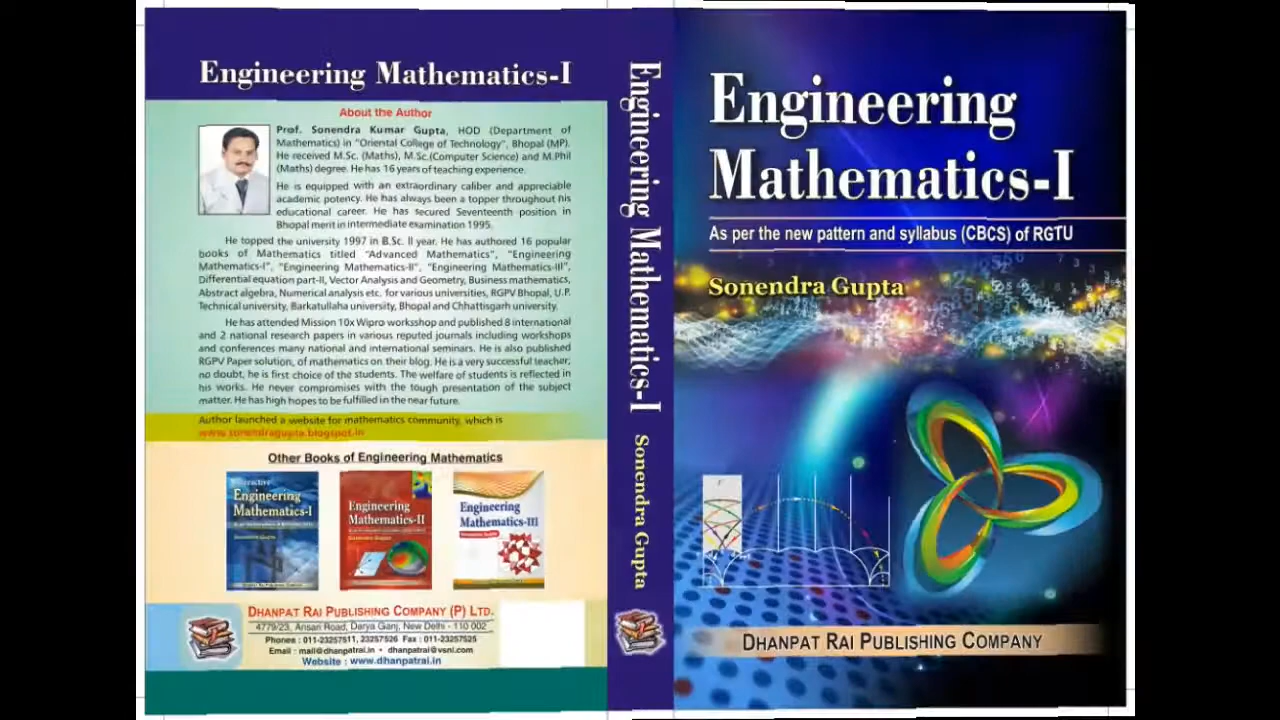 Engineering Mathematics-I
About the Author
Prof. Sonendra Kumar Gupta, HOD (Department of
Mathematics) in "Oriental College of Technology", Bhopal (MP).
He received M.Sc. (Maths), M.Sc.(Computer Science) and M.Phil
(Maths) degree. He has 16 years of teaching experience.
He is equipped with an extraordinary caliber and appreciable
academic potency. He has always been a topper throughout his
educational career. He has secured Seventeenth position in
Bhopal merit in intermediate examination 1995.
He topped the university 1997 in B.Sc. II year. He has authored 16 popular
books of Mathematics titled "Advanced Mathematics", "Engineering
Mathematics-I", "Engineering Mathematics-II", "Engineering Mathematics-III",
Differential equation part-II, Vector Analysis and Geometry, Business mathematics,
Abstract algebra, Numerical analysis etc. for various universities, RGPV Bhopal, U.P.
Technical university, Barkatullaha university, Bhopal and Chhattisgarh university.
He has attended Mission 10x Wipro worksshop and published 8 international
and 2 national research papers in various reputed journals including workshops
and conferences many national and international seminars. He is also published
RGPV Paper solution, of mathematics on their blog. He is a very successful teacher,
no doubt, he is first choice of the students. The welfare of students is reflected in
his works. He never compromises with the tough presentation of the subject
matter. He has high hopes to be fulfilled in the near future.
Author launched a website for mathematics community, which is
www.sonendragupta.blogspot.in
Other Books of Engineering Mathematics
Engineering
Mathematics-I
Engineering
Mathematics-II
Engineering
Mathematics-III
DHANPAT RAI PUBLISHING COMPANY (P) LTD.
4779/23, Ansari Road, Darya Ganj, New Delhi - 110 002
Phones : 011-23257511, 23257526 Fax : 011-23257525
Email : mail@dhanpatrai.in • dhanpatrai@vsnl.com
Website : www.dhanpatrai.in
Engineering Mathematics-I Sonendra Gupta
Engineering
Mathematics-I
As per the new pattern and syllabus (CBCS) of RGTU
Sonendra Gupta
DHANPAT RAI PUBLISHING COMPANY